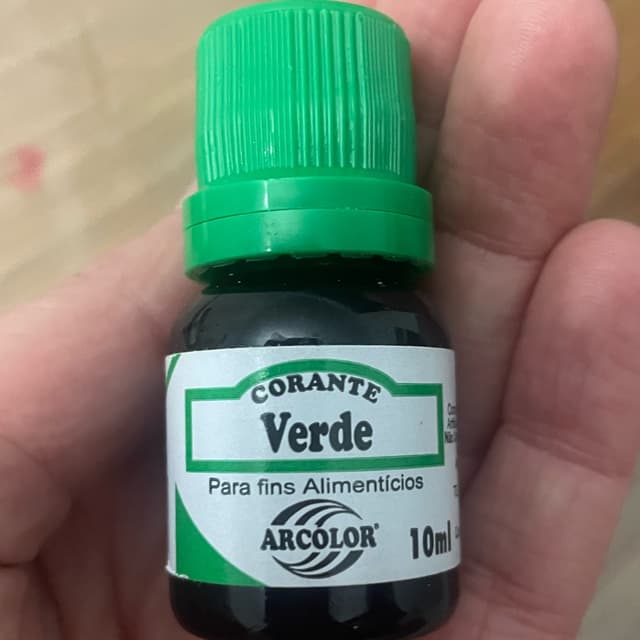 CORANTE
Verde
Para fins Alimentícios
ARCOLOR®
10ml